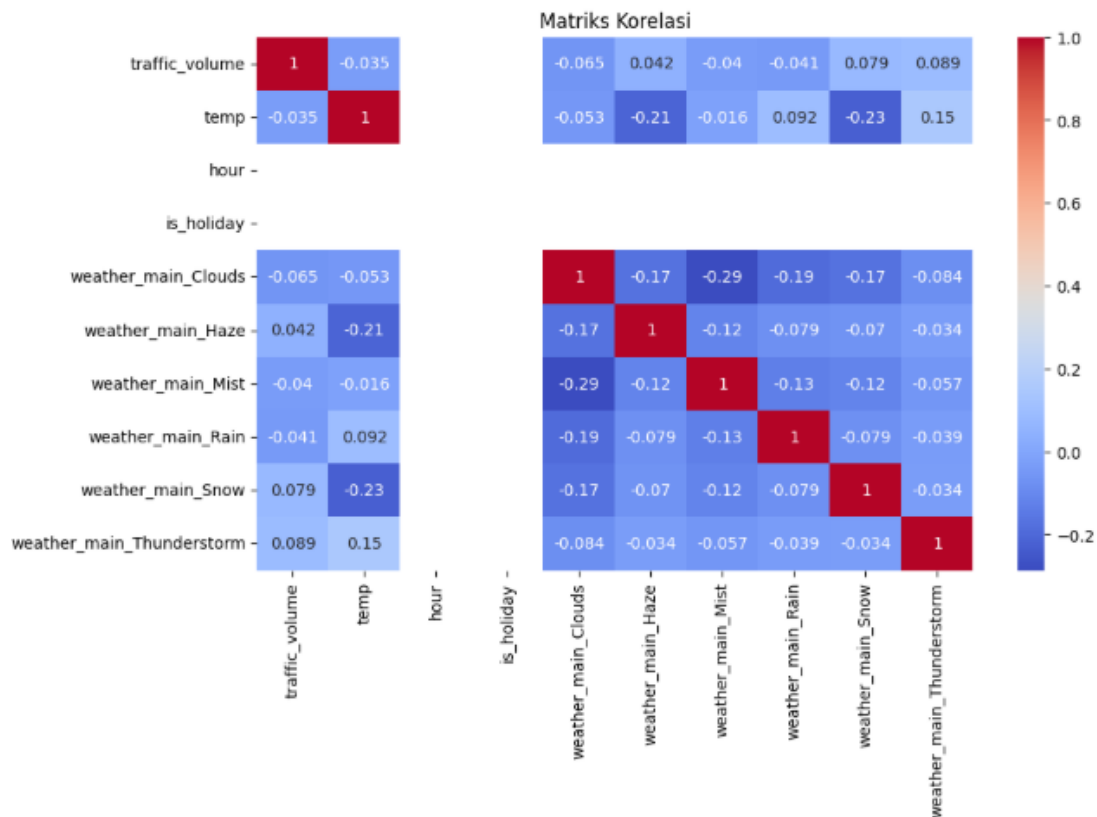 Matriks Korelasi
traffic_volume 1 -0.035 -0.065 0.042 -0.04 -0.041 0.079 0.089
temp -0.035 1 -0.053 -0.21 -0.016 0.092 -0.23 0.15
hour
is_holiday
weather_main_Clouds -0.065 -0.053 1 -0.17 -0.29 -0.19 -0.17 -0.084
weather_main_Haze 0.042 -0.21 -0.17 1 -0.12 -0.079 -0.07 -0.034
weather_main_Mist -0.04 -0.016 -0.29 -0.12 1 -0.13 -0.12 -0.057
weather_main_Rain -0.041 0.092 -0.19 -0.079 -0.13 1 -0.079 -0.039
weather_main_Snow 0.079 -0.23 -0.17 -0.07 -0.12 -0.079 1 -0.034
weather_main_Thunderstorm 0.089 0.15 -0.084 -0.034 -0.057 -0.039 -0.034 1
traffic_volume
temp
hour
is_holiday
weather_main_Clouds
weather_main_Haze
weather_main_Mist
weather_main_Rain
weather_main_Snow
weather_main_Thunderstorm
1.0
0.8
0.6
0.4
0.2
0.0
−0.2